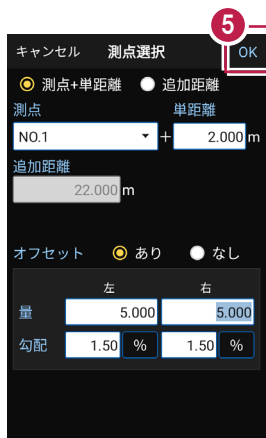 5
キャンセル 測点選択 OK
測点+単距離 追加距離
測点 単距離
NO.1 + 2.000 m
追加距離
22.000 m
オフセット あり なし
左 右
量 5.000 5.000
勾配 1.50 % 1.50 %